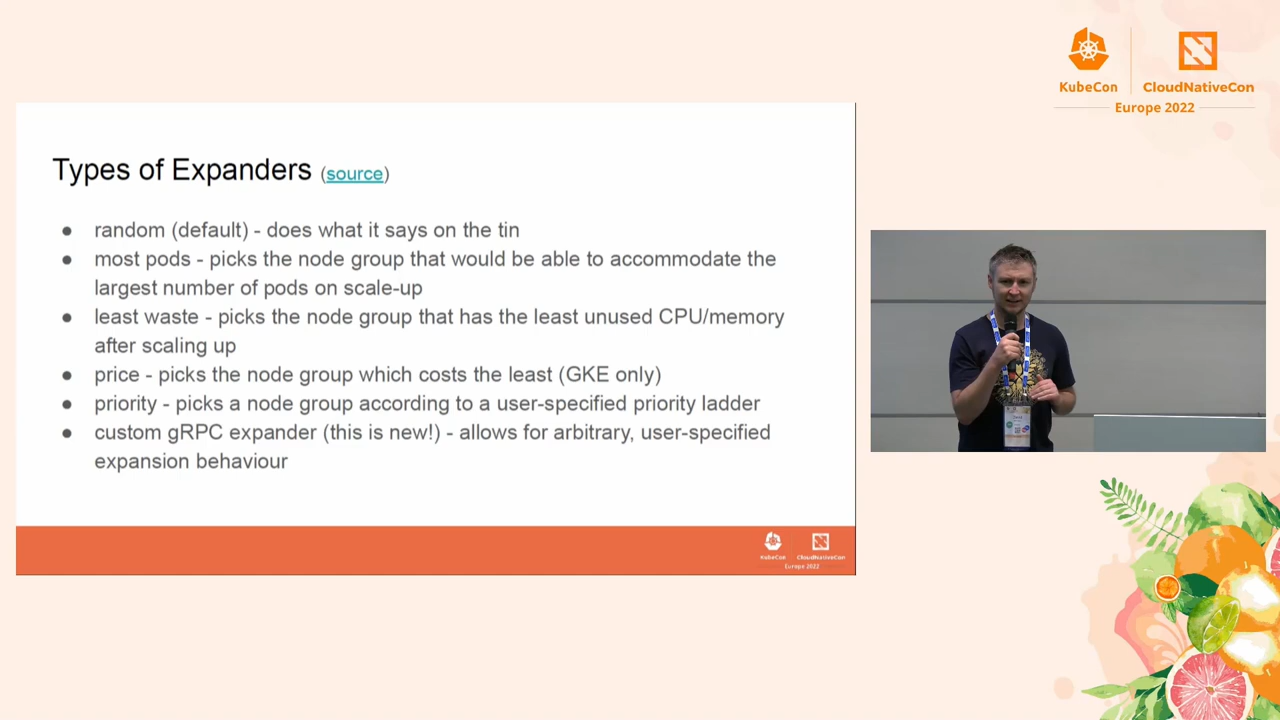 KubeCon
CloudNativeCon
Europe 2022
Types of Expanders (source)
● random (default) - does what it says on the tin
● most pods - picks the node group that would be able to accommodate the
largest number of pods on scale-up
● least waste - picks the node group that has the least unused CPU/memory
after scaling up
● price - picks the node group which costs the least (GKE only)
● priority - picks a node group according to a user-specified priority ladder
● custom gRPC expander (this is new!) - allows for arbitrary, user-specified
expansion behaviour
KubeCon
CloudNativeCon
Europe 2022